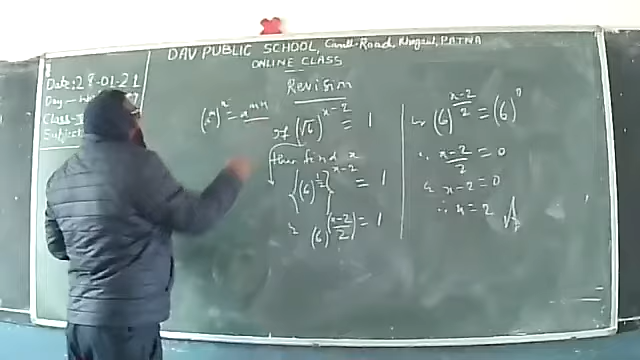 DAV PUBLIC SCHOOL, Cantt-Road, Khagaul, PATNA
ONLINE CLASS
Date: 28-01-21
Day –
Class-
Subject
Revision
= a^{m×n}
If (√6)^{x-2} = 1
then find x
{(6)^{1/2}}^{x-2} = 1
(6)^{(x-2/2)} = 1
(6)^{x-2/2} = (6)^0
∴ x-2/2 = 0
x-2 = 0
∴ x = 2